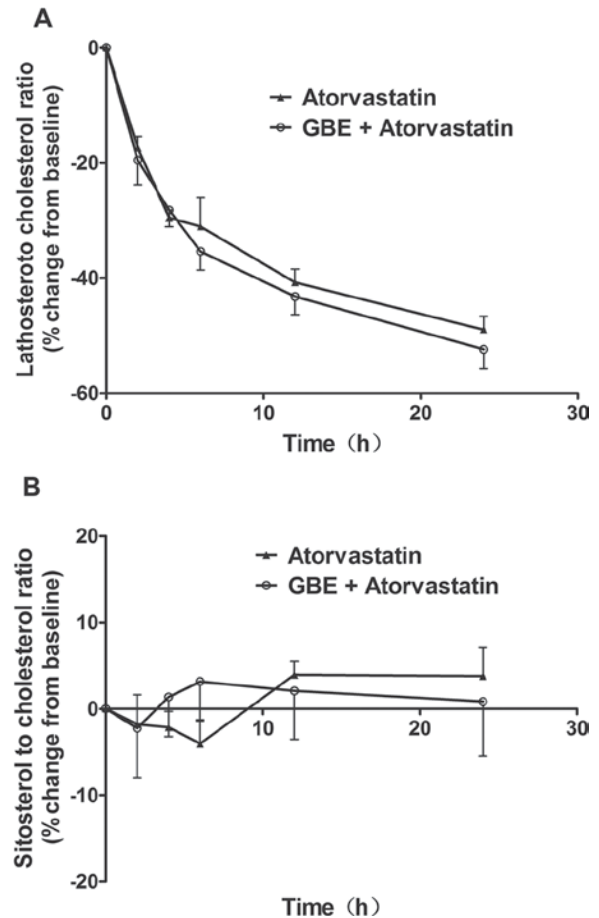 A
Lathosteroto cholesterol ratio
(% change from baseline)
0
-20
-40
-60
Atorvastatin
GBE + Atorvastatin
0
10
20
30
Time (h)
B
Sitosterol to cholesterol ratio
(% change from baseline)
20
10
0
-10
-20
Atorvastatin
GBE + Atorvastatin
10
20
30
Time (h)